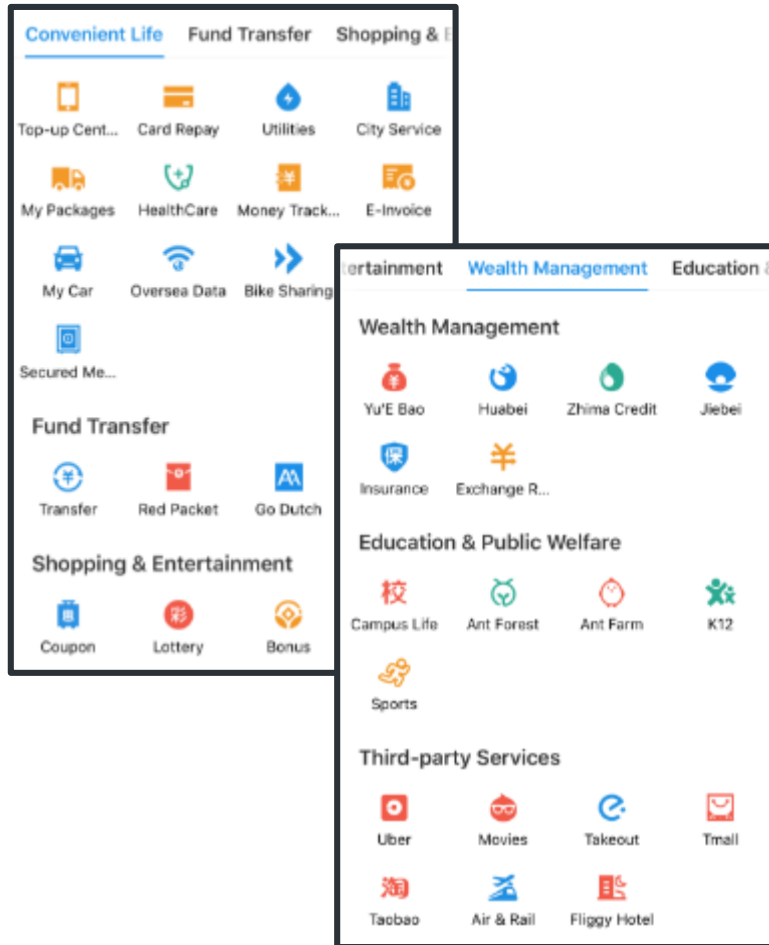 Convenient Life Fund Transfer Shopping & E
Top-up Cent... Card Repay Utilities City Service
My Packages HealthCare Money Track... E-Invoice
My Car Oversea Data Bike Sharing
Secured Me...
Fund Transfer
Transfer Red Packet Go Dutch
Shopping & Entertainment
彩
Coupon Lottery Bonus
tertainment Wealth Management Education &
Wealth Management
Yu'E Bao Huabei Zhima Credit Jiebei
保
Insurance Exchange R...
Education & Public Welfare
校
Campus Life Ant Forest Ant Farm K12
Sports
Third-party Services
Uber Movies Takeout Tmall
淘
Taobao Air & Rail Fliggy Hotel